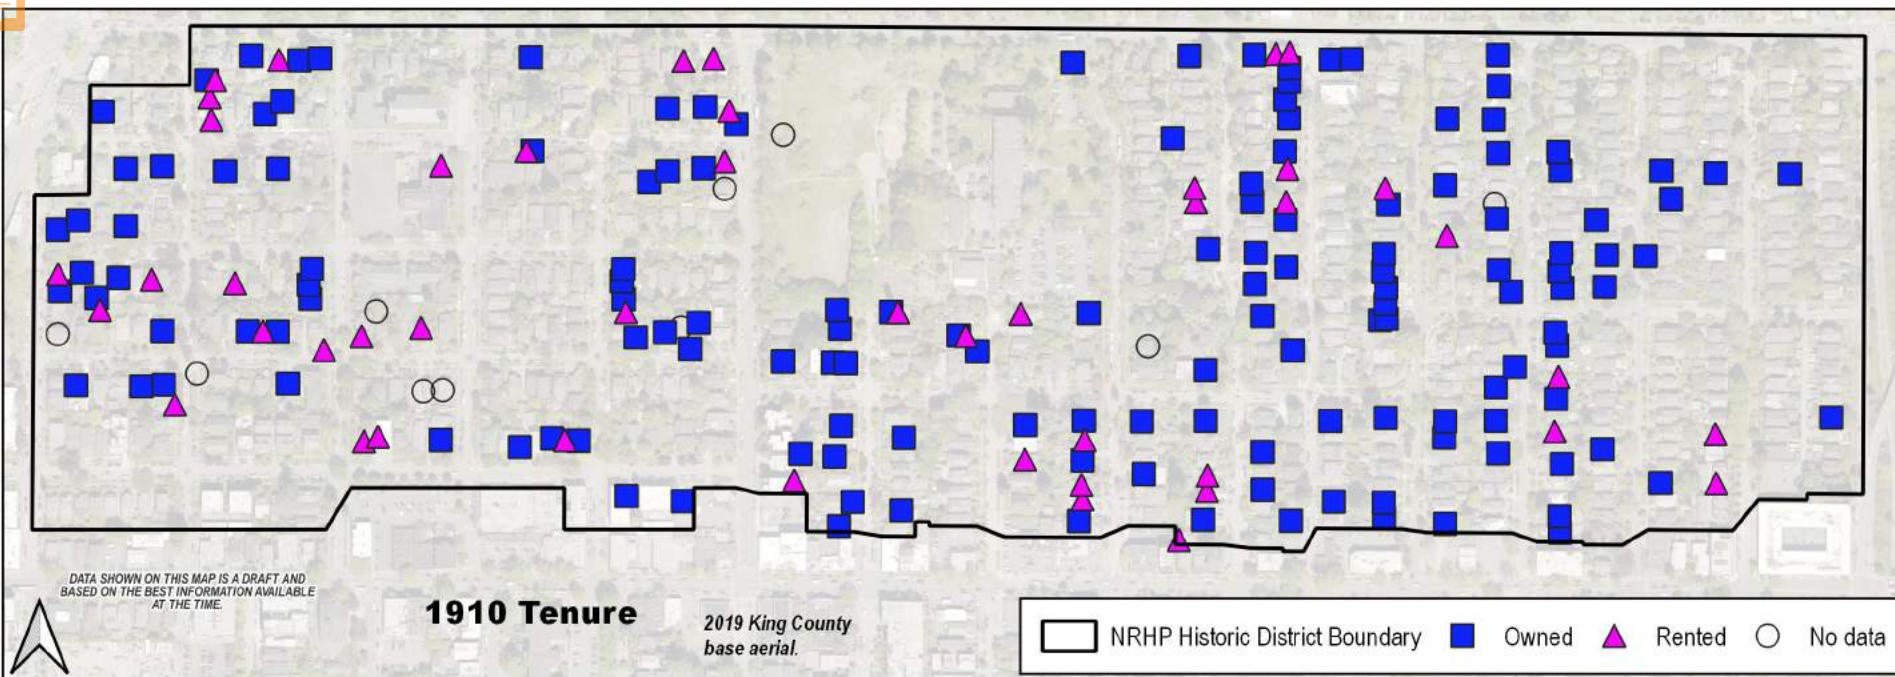 DATA SHOWN ON THIS MAP IS A DRAFT AND
BASED ON THE BEST INFORMATION AVAILABLE
AT THE TIME.
1910 Tenure
2019 King County
base aerial.
NRHP Historic District Boundary
Owned
Rented
No data